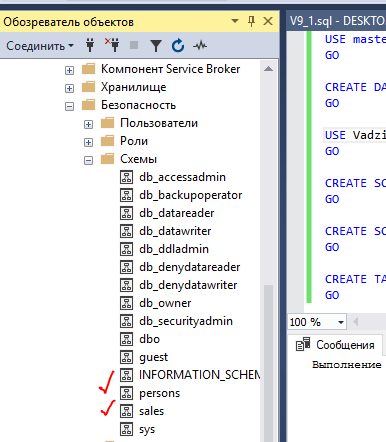 Обозреватель объектов
Соединить
Компонент Service Broker
Хранилище
Безопасность
Пользователи
Роли
Схемы
db_accessadmin
db_backupoperator
db_datareader
db_datawriter
db_ddladmin
db_denydatareader
db_denydatawriter
db_owner
db_securityadmin
dbo
guest
INFORMATION_SCHEM
persons
sales
sys
V9_1.sql - DESKTO
USE maste
GO
CREATE DA
GO
USE Vadzi
GO
CREATE SC
GO
CREATE SC
GO
CREATE TA
GO
100 %
Сообщения
Выполнение